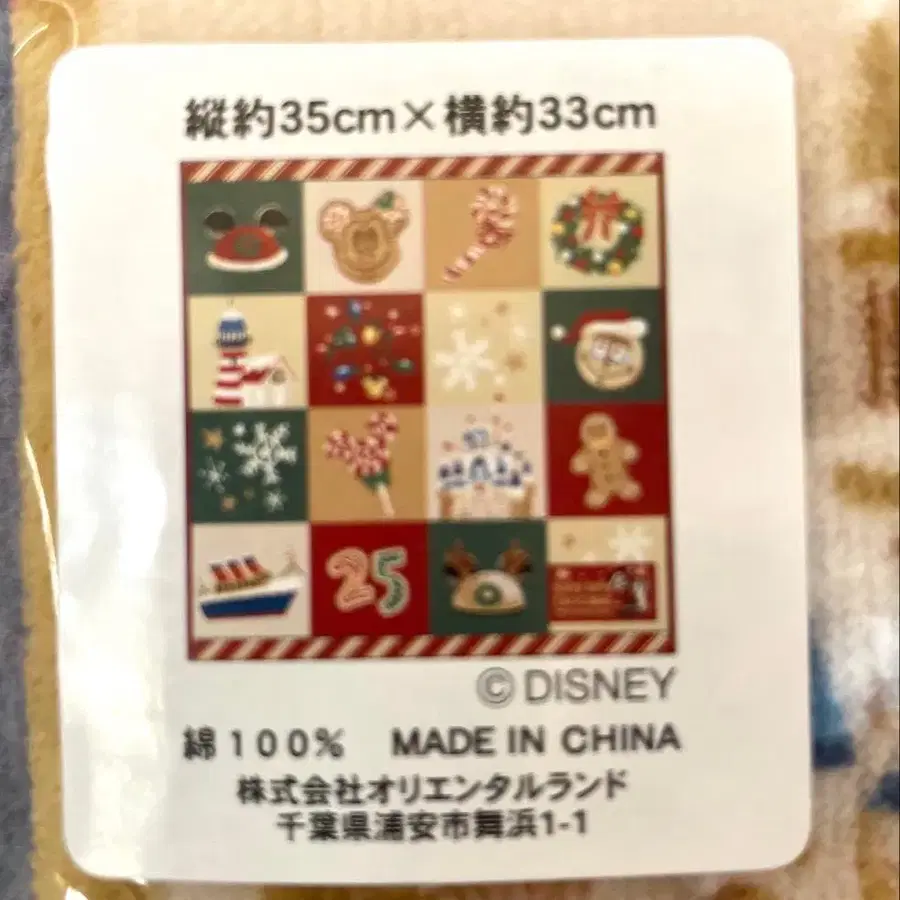 縦約35cm×横約33cm
25
©DISNEY
綿100% MADE IN CHINA
株式会社オリエンタルランド
千葉県浦安市舞浜1-1